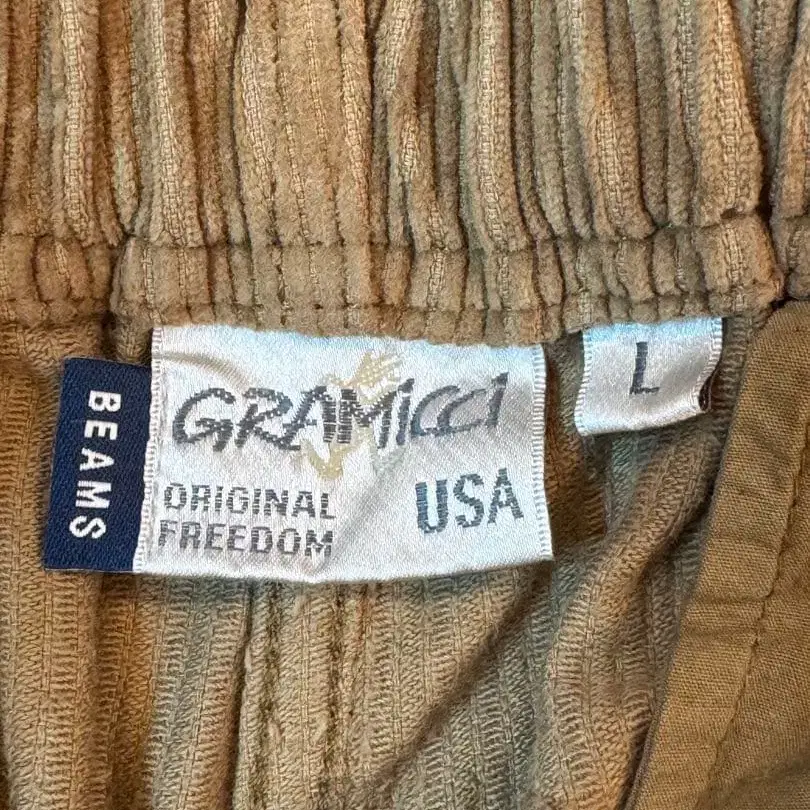 BEAMS
GRAMiCCi
ORIGINAL
FREEDOM
USA
L